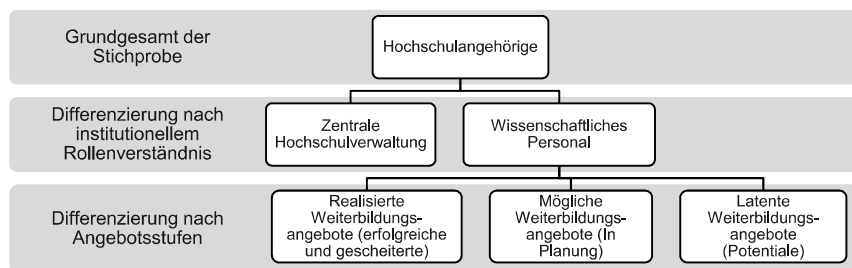 Grundgesamt der
Stichprobe
Hochschulangehörige
Differenzierung nach
institutionellem
Rollenverständnis
Zentrale
Hochschulverwaltung
Wissenschaftliches
Personal
Differenzierung nach
Angebotsstufen
Realisierte
Weiterbildungs-
angebote (erfolgreiche
und gescheiterte)
Mögliche
Weiterbildungs-
angebote (In
Planung)
Latente
Weiterbildungs-
angebote
(Potentiale)